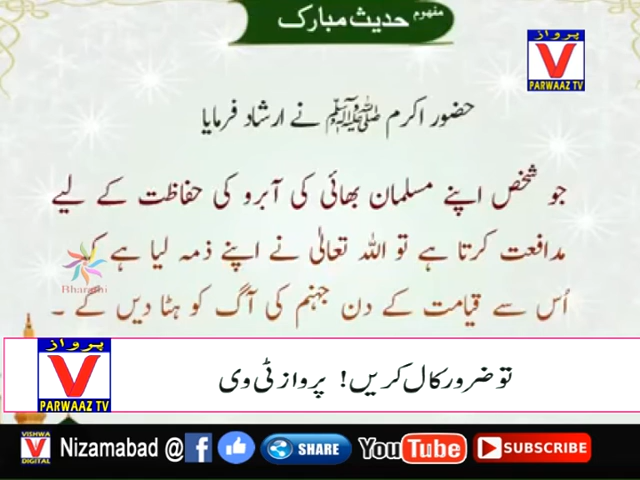 مفہوم حدیث مبارک
پرواز
V
PARWAAZ TV
حضور اکرم ﷺ نے ارشاد فرمایا
جو شخص اپنے مسلمان بھائی کی آبرو کی حفاظت کے لیے
مدافعت کرتا ہے تو اللہ تعالیٰ نے اپنے ذمہ لیا ہے کہ
Bharathi
اُس سے قیامت کے دن جہنم کی آگ کو ہٹا دیں گے ۔
پرواز
V
PARWAAZ TV
تو ضرور کال کریں! پرواز ٹی وی
VISHWA
V
DIGITAL
Nizamabad @ f SHARE YouTube SUBSCRIBE